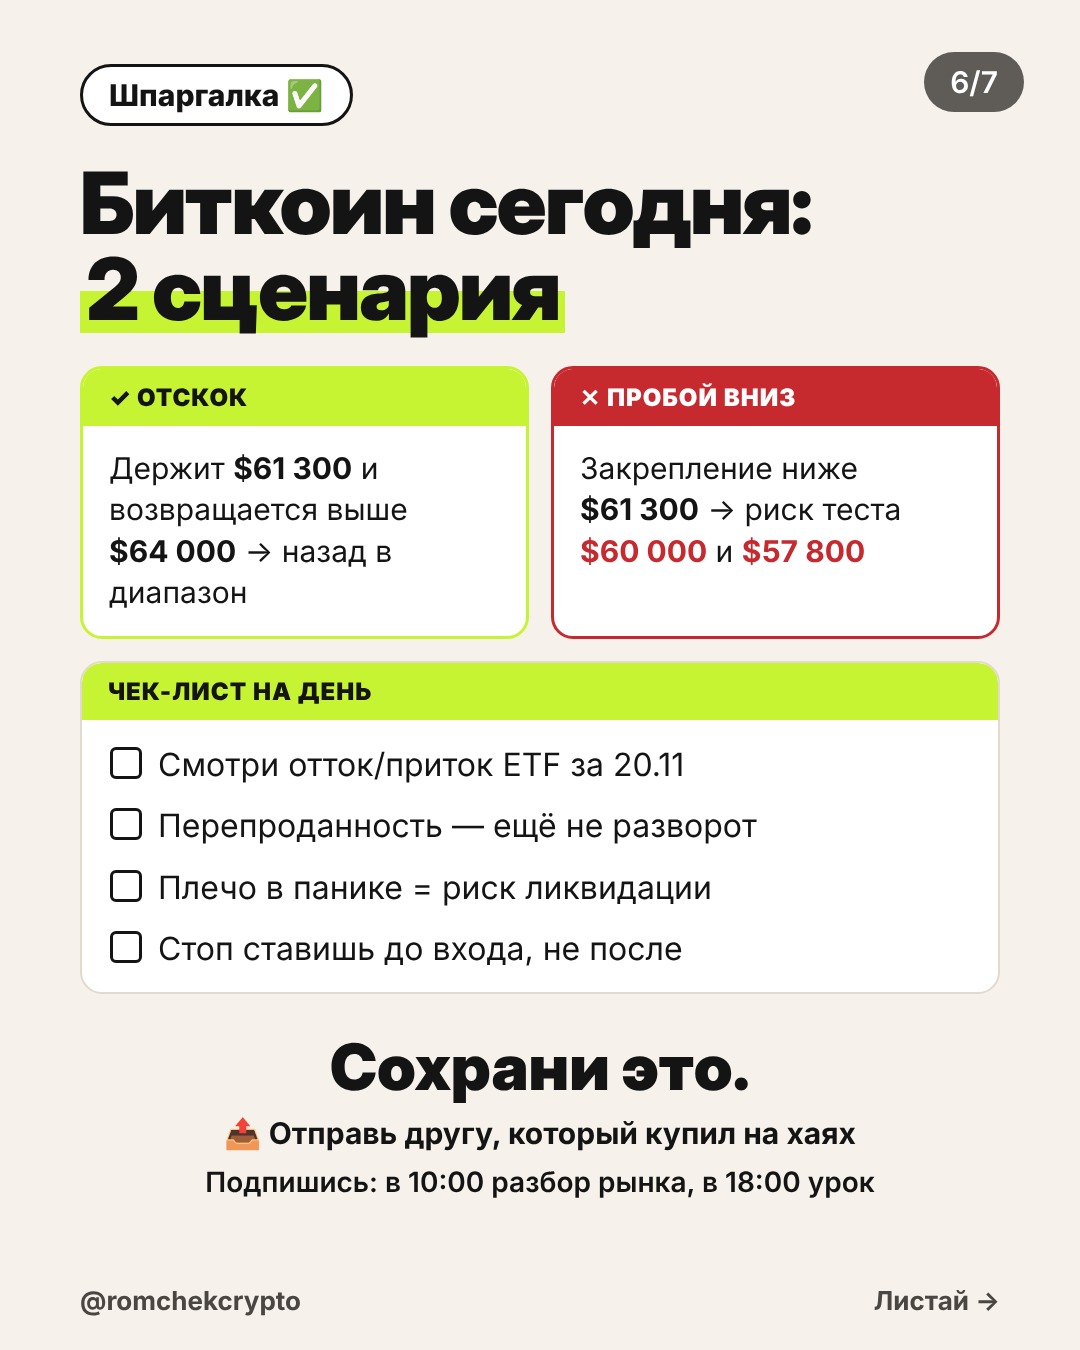 Шпаргалка ✅
6/7
Биткоин сегодня:
2 сценария
✓ ОТСКОК
Держит $61 300 и
возвращается выше
$64 000 → назад в
диапазон
✕ ПРОБОЙ ВНИЗ
Закрепление ниже
$61 300 → риск теста
$60 000 и $57 800
ЧЕК-ЛИСТ НА ДЕНЬ
Смотри отток/приток ETF за 20.11
Перепроданность — ещё не разворот
Плечо в панике = риск ликвидации
Стоп ставишь до входа, не после
Сохрани это.
📤 Отправь другу, который купил на хаях
Подпишись: в 10:00 разбор рынка, в 18:00 урок
@romchekcrypto
Листай →